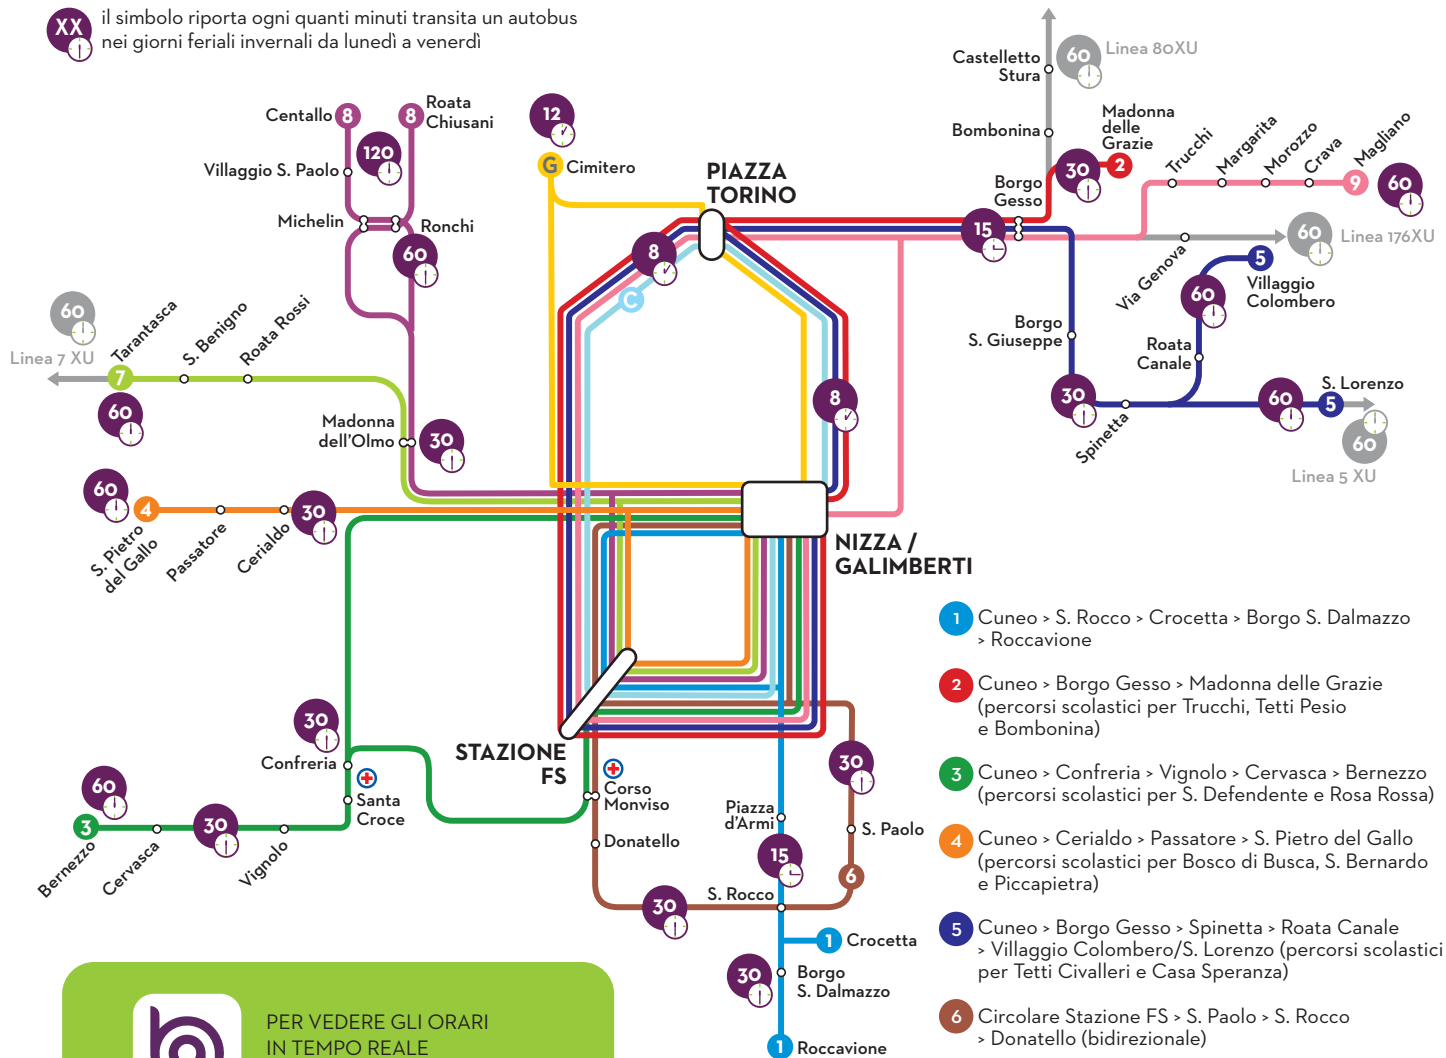 XX
il simbolo riporta ogni quanti minuti transita un autobus
nei giorni feriali invernali da lunedì a venerdì
Centallo
8
8
Roata
Chiusani
120
Villaggio S. Paolo
Michelin
Ronchi
60
12
G
Cimitero
PIAZZA
TORINO
8
C
Castelletto
Stura
60
Linea 80XU
Bombonina
Madonna
delle
Grazie
30
2
Borgo
Gesso
15
Trucchi
Margarita
Morozzo
Crava
Magliano
9
60
60
Linea 176XU
Via Genova
5
Villaggio
Colombero
60
Borgo
S. Giuseppe
Roata
Canale
30
Spinetta
60
S. Lorenzo
5
60
Linea 5 XU
60
Linea 7 XU
Tarantasca
S. Benigno
Roata Rossi
7
60
Madonna
dell'Olmo
30
8
60
4
S. Pietro
del Gallo
Passatore
Cerialdo
30
NIZZA /
GALIMBERTI
STAZIONE
FS
30
Confreria
Santa
Croce
60
3
Bernezzo
Cervasca
30
Vignolo
Corso
Monviso
Donatello
Piazza
d'Armi
30
S. Paolo
15
6
S. Rocco
30
1
Crocetta
30
Borgo
S. Dalmazzo
1
Roccavione
1
Cuneo > S. Rocco > Crocetta > Borgo S. Dalmazzo
> Roccavione
2
Cuneo > Borgo Gesso > Madonna delle Grazie
(percorsi scolastici per Trucchi, Tetti Pesio
e Bombonina)
3
Cuneo > Confreria > Vignolo > Cervasca > Bernezzo
(percorsi scolastici per S. Defendente e Rosa Rossa)
4
Cuneo > Cerialdo > Passatore > S. Pietro del Gallo
(percorsi scolastici per Bosco di Busca, S. Bernardo
e Piccapietra)
5
Cuneo > Borgo Gesso > Spinetta > Roata Canale
> Villaggio Colombero/S. Lorenzo (percorsi scolastici
per Tetti Civalleri e Casa Speranza)
6
Circolare Stazione FS > S. Paolo > S. Rocco
> Donatello (bidirezionale)
PER VEDERE GLI ORARI
IN TEMPO REALE